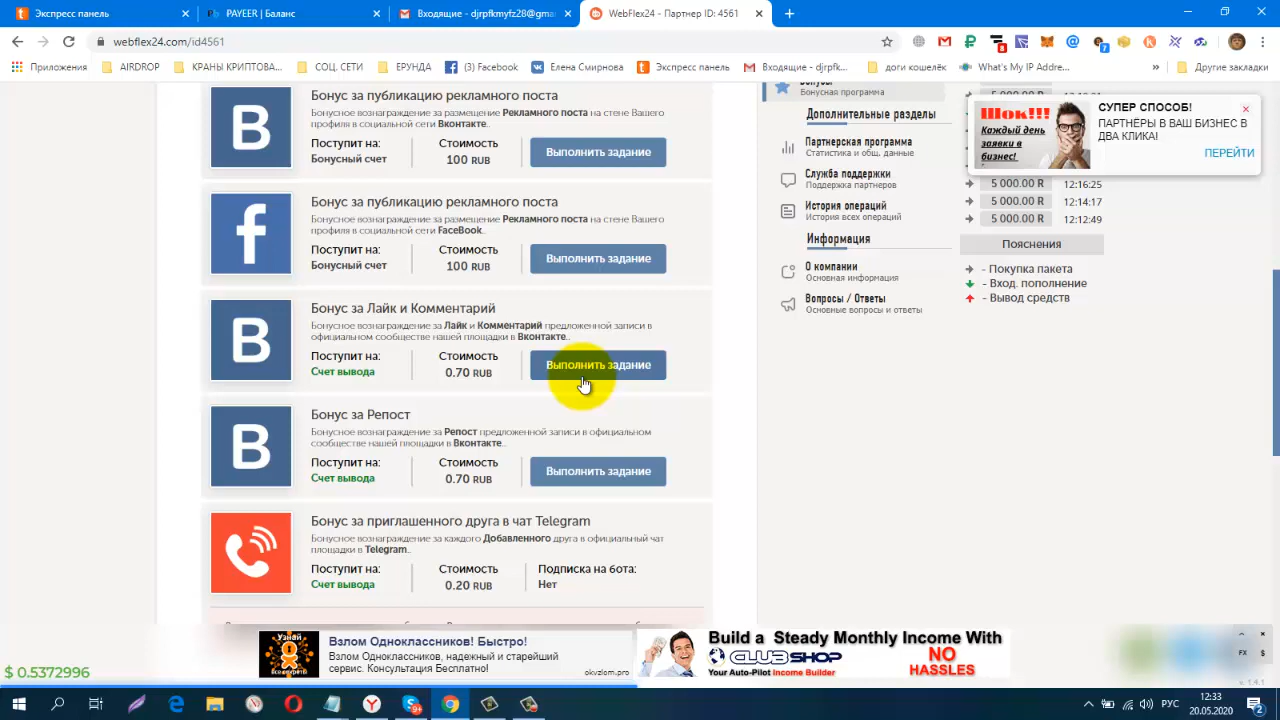 Экспресс панель
PAYEER | Баланс
Входящие - djrpfkmyfz28@gma
WebFlex24 - Партнер ID: 4561
webflex24.com/id4561
Приложения
AIRDROP
КРАНЫ КРИПТОВА...
СОЦ. СЕТИ
ЕРУНДА
Facebook
Елена Смирнова
Экспресс панель
Входящие - djrpfk...
доги кошелёк
What's My IP Addre...
»
Другие закладки
Бонус за публикацию рекламного поста
Бонусное вознаграждение за размещение Рекламного поста на стене Вашего
профиля в социальной сети Вконтакте..
Поступит на:
Бонусный счет
Стоимость
100 RUB
Выполнить задание
Бонус за публикацию рекламного поста
Бонусное вознаграждение за размещение Рекламного поста на стене Вашего
профиля в социальной сети FaceBook..
Поступит на:
Бонусный счет
Стоимость
100 RUB
Выполнить задание
Бонус за Лайк и Комментарий
Бонусное вознаграждение за Лайк и Комментарий предложенной записи в
официальном сообществе нашей площадки в Вконтакте..
Поступит на:
Счет вывода
Стоимость
0.70 RUB
Выполнить задание
Бонус за Репост
Бонусное вознаграждение за Репост предложенной записи в официальном
сообществе нашей площадки в Вконтакте..
Поступит на:
Счет вывода
Стоимость
0.70 RUB
Выполнить задание
Бонус за приглашенного друга в чат Telegram
Бонусное вознаграждение за каждого Добавленного друга в официальный чат
площадки в Telegram..
Поступит на:
Счет вывода
Стоимость
0.20 RUB
Подписка на бота:
Нет
Бонусы
Бонусная программа
Дополнительные разделы
Партнерская программа
Статистика и общ. данные
Служба поддержки
Поддержка партнеров
История операций
История всех операций
Информация
О компании
Основная информация
Вопросы / Ответы
Основные вопросы и ответы
Шок!!!
Каждый день
заявки в
бизнес!
СУПЕР СПОСОБ!
ПАРТНЁРЫ В ВАШ БИЗНЕС В
ДВА КЛИКА!
ПЕРЕЙТИ
5 000.00 R 12:16:25
5 000.00 R 12:14:17
5 000.00 R 12:12:49
Пояснения
- Покупка пакета
- Вход. пополнение
- Вывод средств
$ 0.5372996
Узнай
Все секреты
Взлом Одноклассников! Быстро!
Взлом Одноклассников, надежный и старейший
сервис. Консультация Бесплатно!
okvzlom.pro
Build a Steady Monthly Income With
CLUBSHOP
Your Auto-Pilot Income Builder
NO
HASSLES
v. 1.4.1
РУС
12:33
20.05.2020